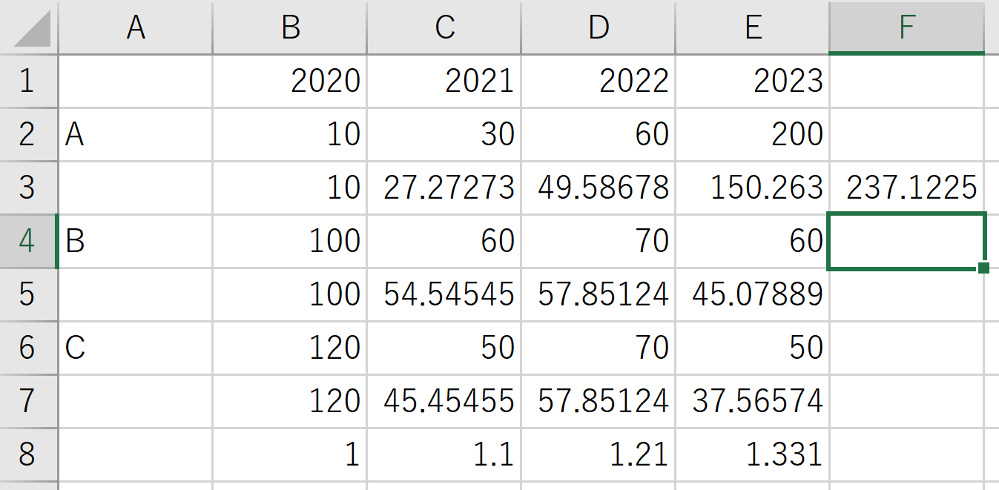 A B C D E F
1 2020 2021 2022 2023
2 A 10 30 60 200
3 10 27.27273 49.58678 150.263 237.1225
4 B 100 60 70 60
5 100 54.54545 57.85124 45.07889
6 C 120 50 70 50
7 120 45.45455 57.85124 37.56574
8 1 1.1 1.21 1.331